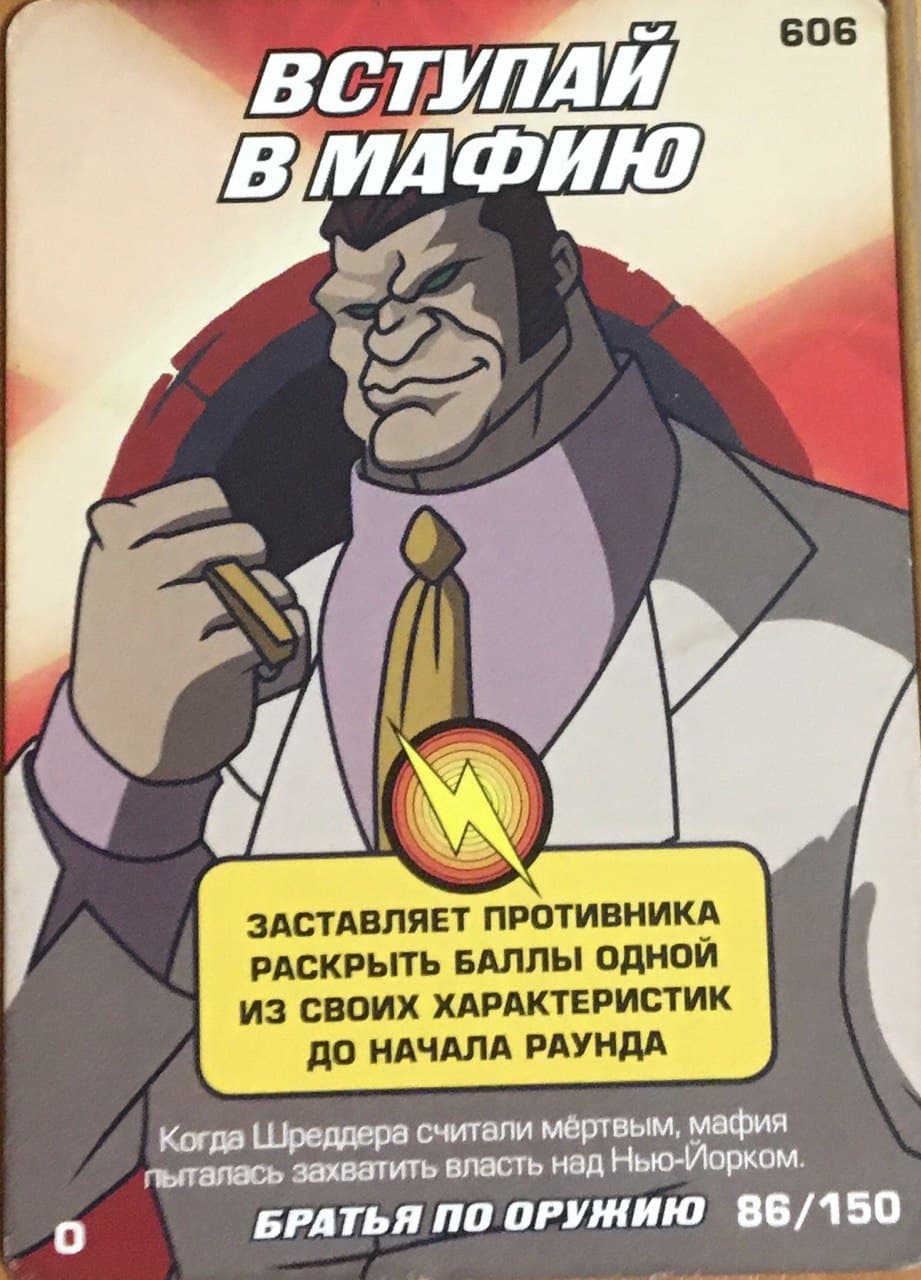 606
ВСТУПАЙ
В МАФИЮ
ЗАСТАВЛЯЕТ ПРОТИВНИКА
РАСКРЫТЬ БАЛЛЫ ОДНОЙ
ИЗ СВОИХ ХАРАКТЕРИСТИК
ДО НАЧАЛА РАУНДА
Когда Шреддера считали мёртвым, мафия
пыталась захватить власть над Нью-Йорком.
0
БРАТЬЯ ПО ОРУЖИЮ 86/150